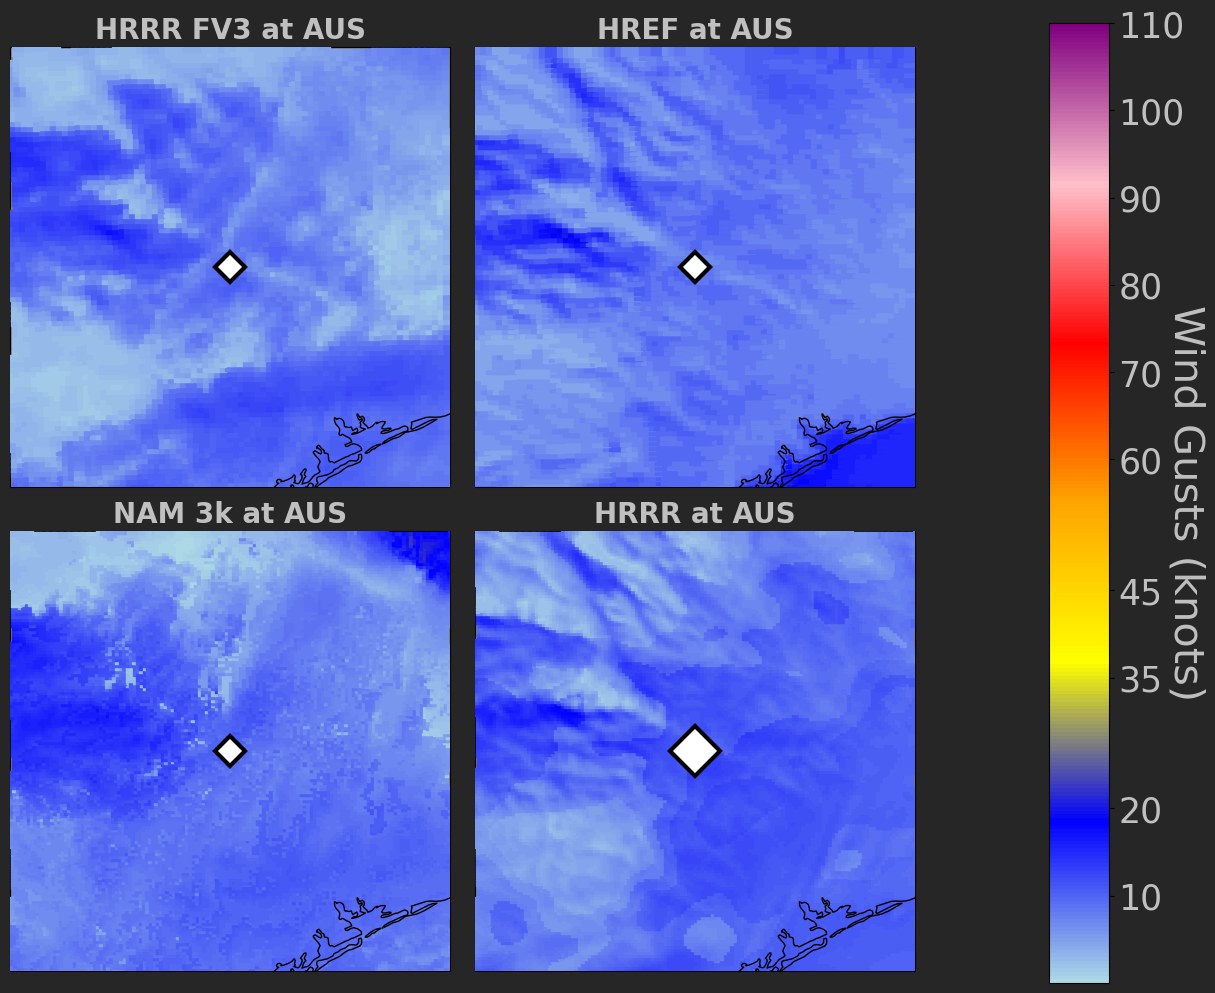 HRRR FV3 at AUS
HREF at AUS
NAM 3k at AUS
HRRR at AUS
110
100
90
80
70
60
45
35
20
10
Wind Gusts (knots)